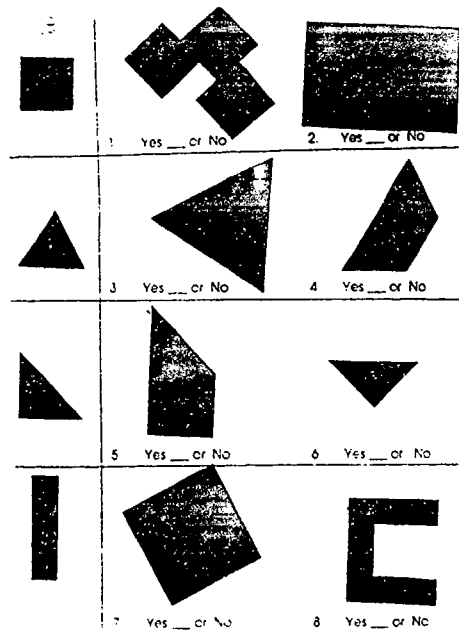 1 Yes __ or No
2. Yes __ or No
3 Yes __ or No
4 Yes __ or No
5 Yes __ or No
6 Yes __ or No
7 Yes __ or No
8 Yes __ or No